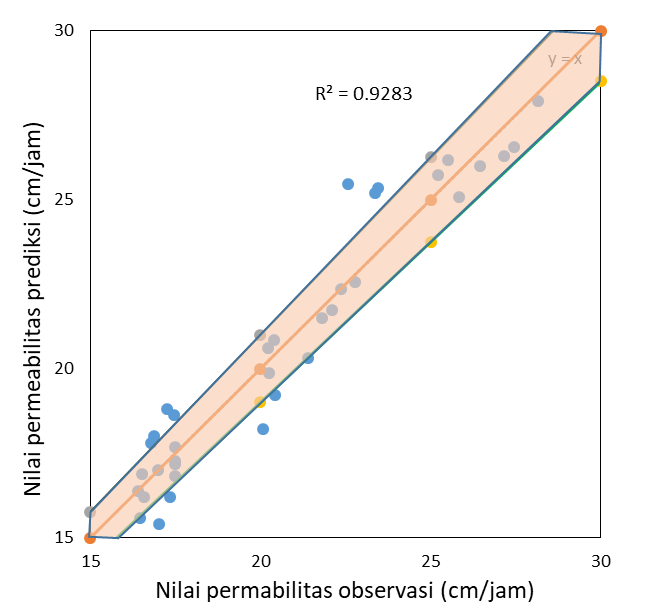 30
y = x
R² = 0.9283
25
20
15
15 20 25 30
Nilai permeabilitas prediksi (cm/jam)
Nilai permabilitas observasi (cm/jam)